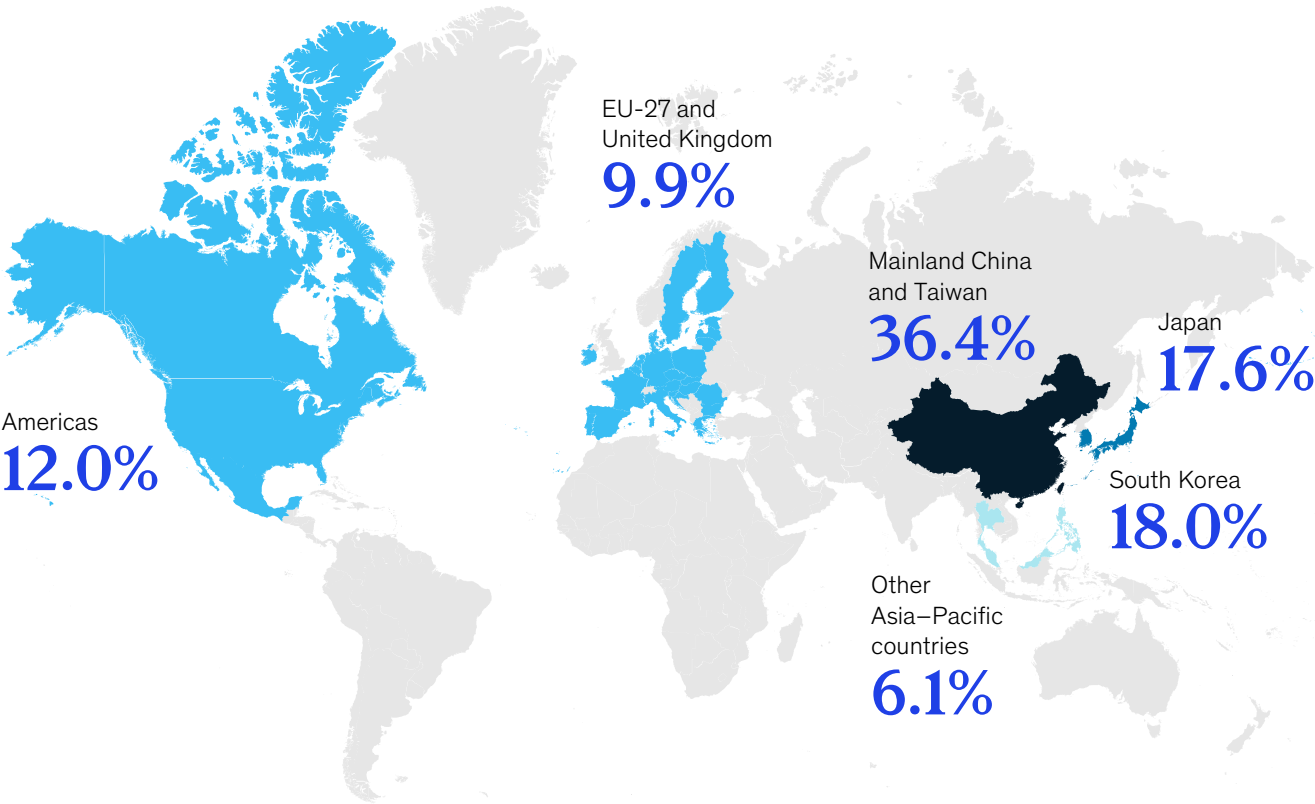 EU-27 and
United Kingdom
9.9%
Mainland China
and Taiwan
36.4%
Japan
17.6%
Americas
12.0%
South Korea
18.0%
Other
Asia–Pacific
countries
6.1%